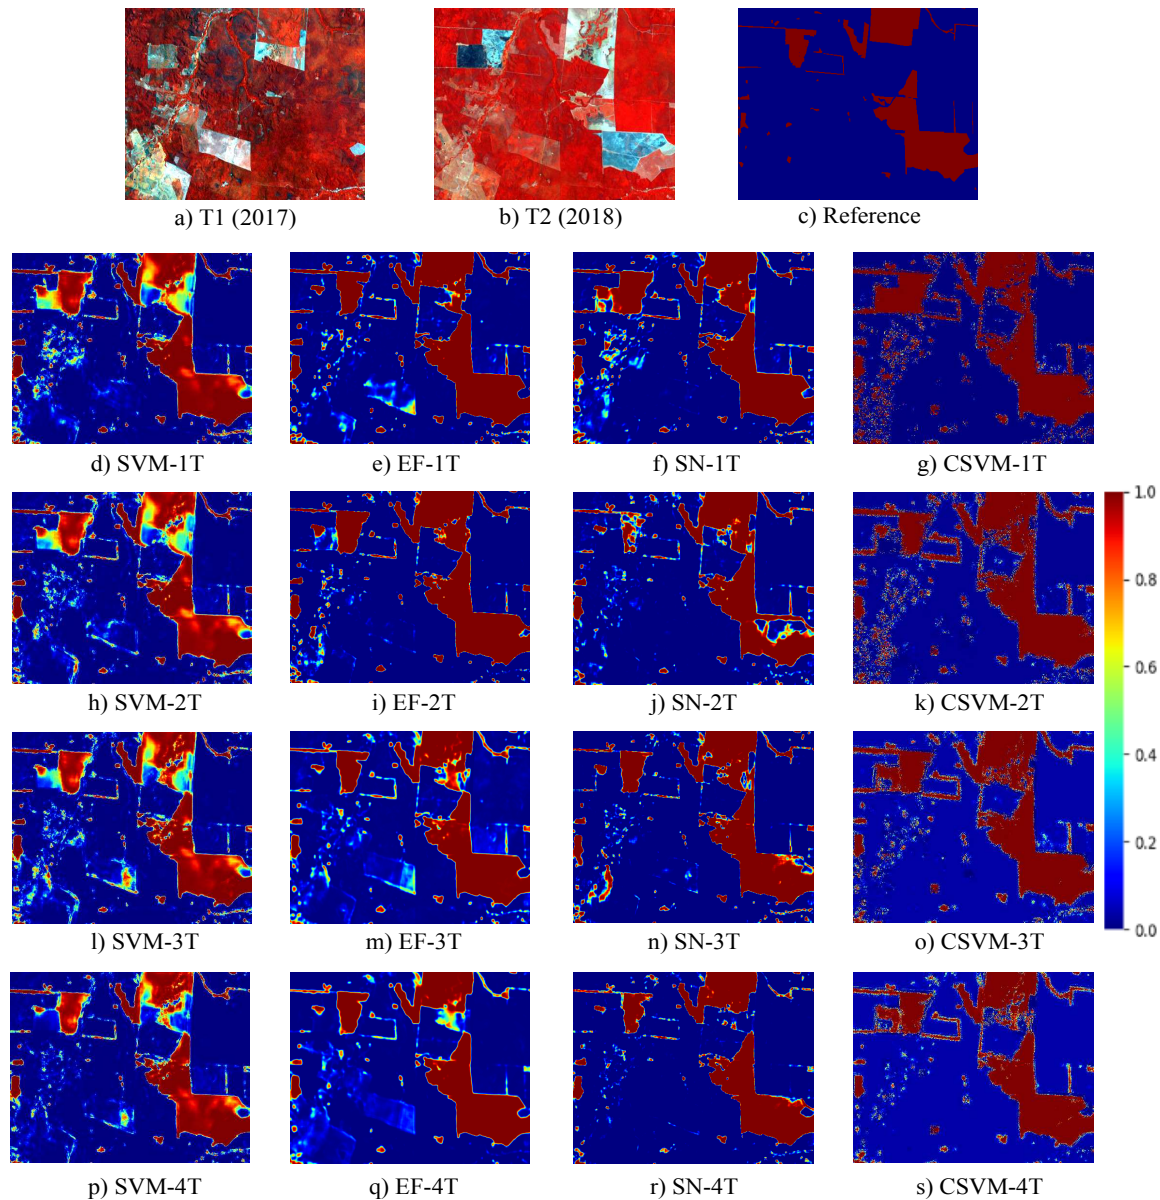 a) T1 (2017) b) T2 (2018) c) Reference
d) SVM-1T e) EF-1T f) SN-1T g) CSVM-1T
1.0
h) SVM-2T i) EF-2T j) SN-2T k) CSVM-2T
0.8
0.6
0.4
0.2
0.0
l) SVM-3T m) EF-3T n) SN-3T o) CSVM-3T
p) SVM-4T q) EF-4T r) SN-4T s) CSVM-4T